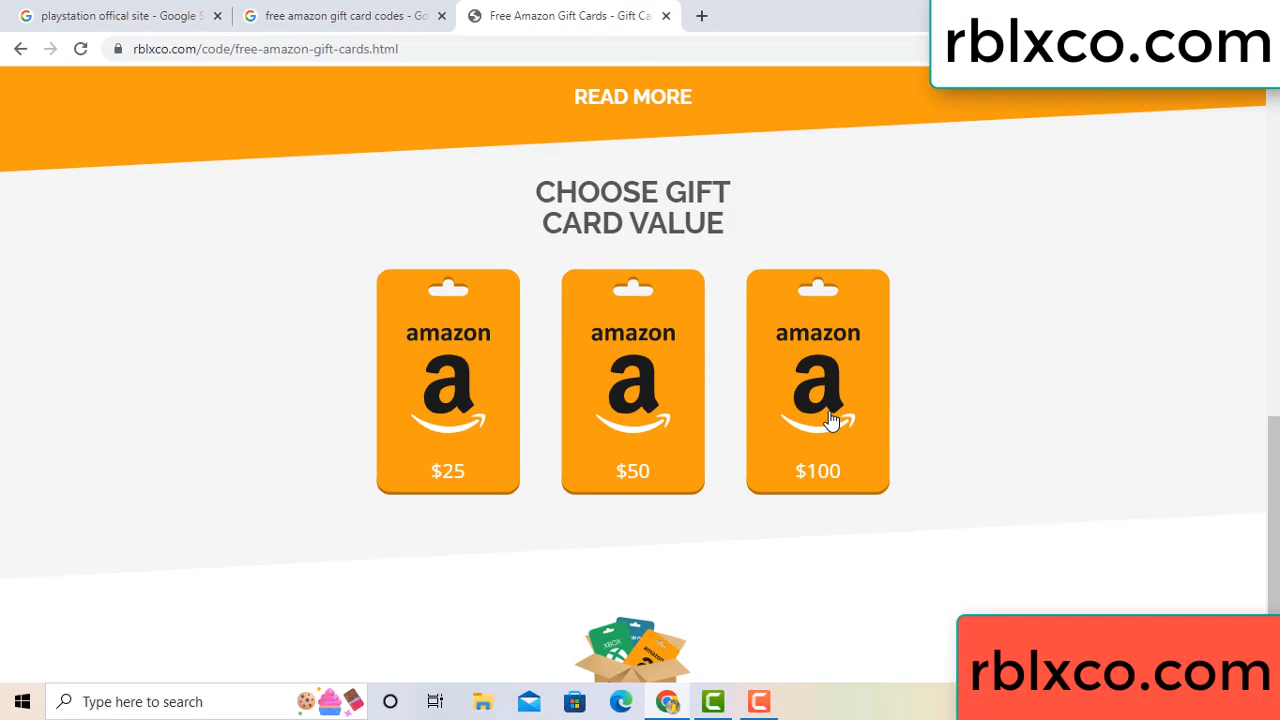 playstation offical site - Google S
free amazon gift card codes - Go
Free Amazon Gift Cards - Gift Ca
rblxco.com/code/free-amazon-gift-cards.html
rblxco.com
READ MORE
CHOOSE GIFT
CARD VALUE
amazon amazon amazon
a a a
$25 $50 $100
XBOX
amazon
rblxco.com
Type here to search